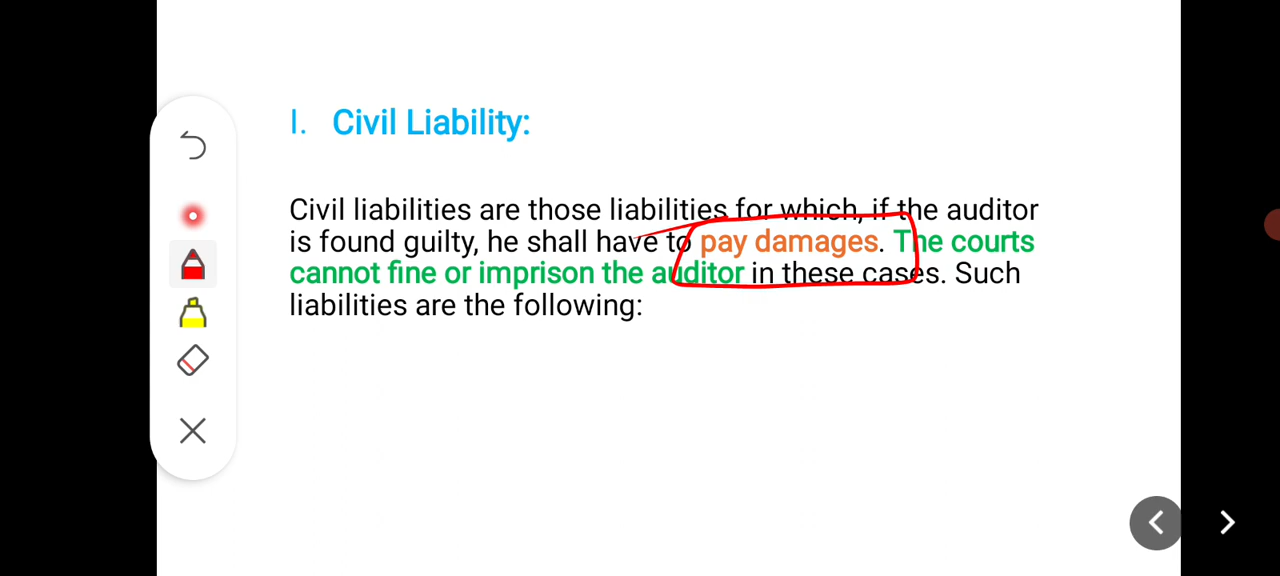 I. Civil Liability:
Civil liabilities are those liabilities for which, if the auditor
is found guilty, he shall have to pay damages. The courts
cannot fine or imprison the auditor in these cases. Such
liabilities are the following: